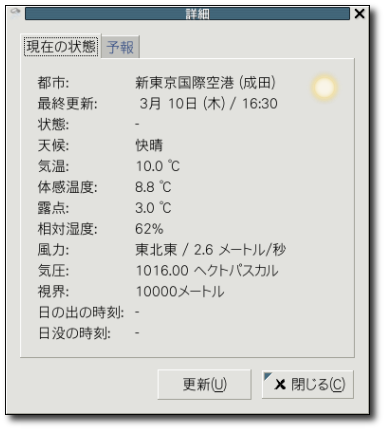 詳細
現在の状態 予報
都市: 新東京国際空港 (成田)
最終更新: 3月 10日 (木) / 16:30
状態: -
天候: 快晴
気温: 10.0 ℃
体感温度: 8.8 ℃
露点: 3.0 ℃
相対湿度: 62%
風力: 東北東 / 2.6 メートル/秒
気圧: 1016.00 ヘクトパスカル
視界: 10000メートル
日の出の時刻: -
日没の時刻: -
更新(U) 閉じる(C)